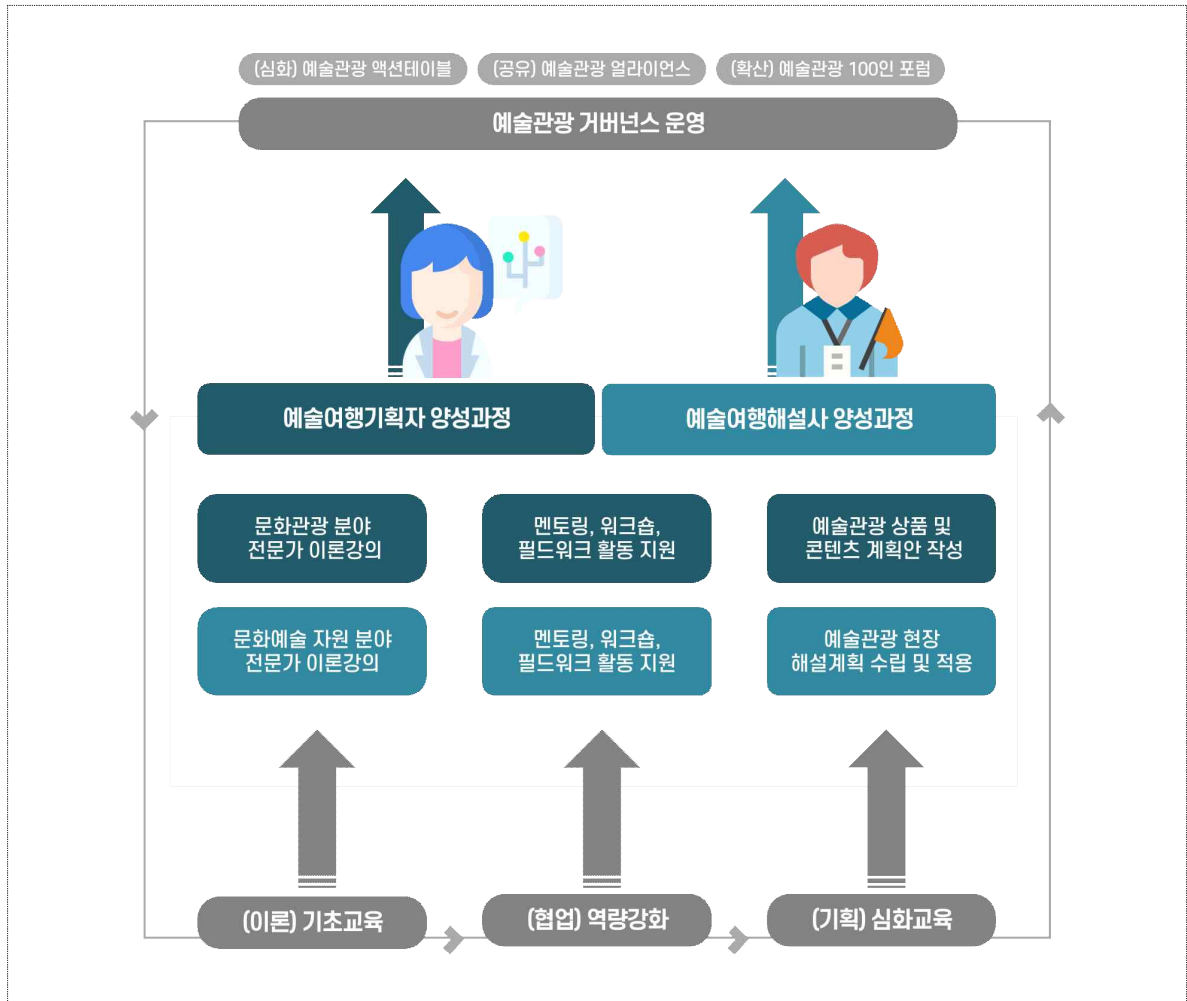 (심화) 예술관광 액션테이블
(공유) 예술관광 얼라이언스
(확산) 예술관광 100인 포럼
예술관광 거버넌스 운영
예술여행기획자 양성과정
예술여행해설사 양성과정
문화관광 분야
전문가 이론강의
멘토링, 워크숍,
필드워크 활동 지원
예술관광 상품 및
콘텐츠 계획안 작성
문화예술 자원 분야
전문가 이론강의
멘토링, 워크숍,
필드워크 활동 지원
예술관광 현장
해설계획 수립 및 적용
(이론) 기초교육
(협업) 역량강화
(기획) 심화교육